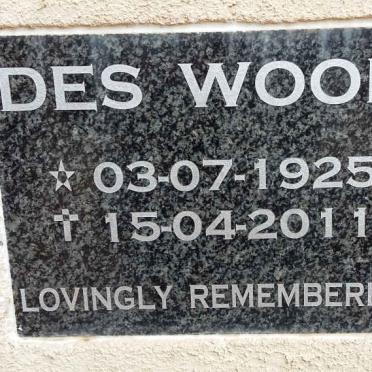 DES WOO
☆ 03-07-1925
✝ 15-04-2011
LOVINGLY REMEMBER